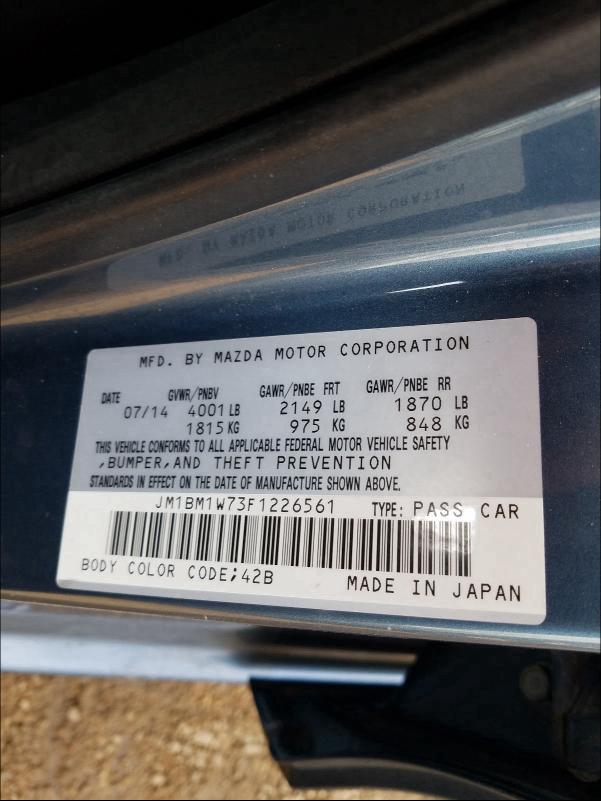 MFD. BY MAZDA MOTOR CORPORATION
DATE GVWR/PNBV GAWR/PNBE FRT GAWR/PNBE RR
07/14 4001 LB 2149 LB 1870 LB
1815 KG 975 KG 848 KG
THIS VEHICLE CONFORMS TO ALL APPLICABLE FEDERAL MOTOR VEHICLE SAFETY
,BUMPER,AND THEFT PREVENTION
STANDARDS IN EFFECT ON THE DATE OF MANUFACTURE SHOWN ABOVE.
JM1BM1W73F1226561 TYPE: PASS CAR
BODY COLOR CODE;42B MADE IN JAPAN